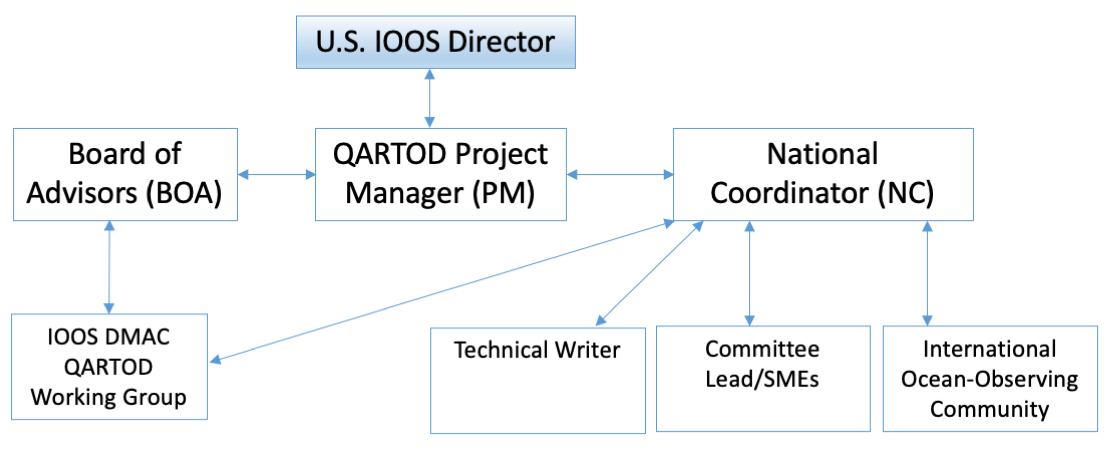 U.S. IOOS Director
Board of
Advisors (BOA)
QARTOD Project
Manager (PM)
National
Coordinator (NC)
IOOS DMAC
QARTOD
Working Group
Technical Writer
Committee
Lead/SMEs
International
Ocean-Observing
Community